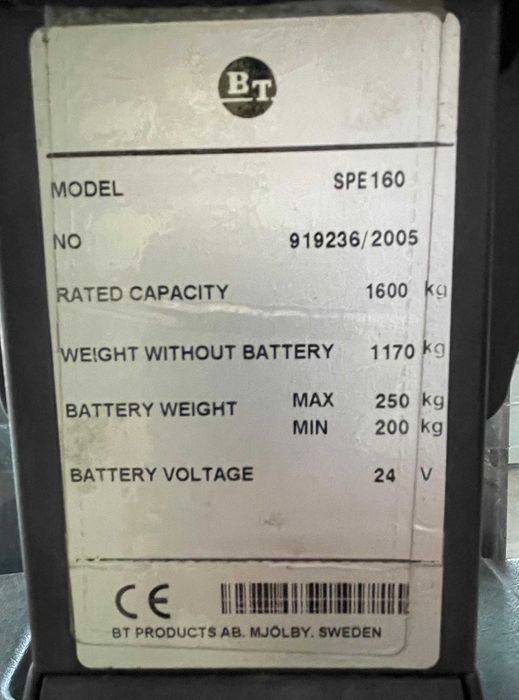 BT
MODEL SPE160
NO 919236/2005
RATED CAPACITY 1600 kg
WEIGHT WITHOUT BATTERY 1170 kg
BATTERY WEIGHT MAX 250 kg
MIN 200 kg
BATTERY VOLTAGE 24 V
CE
BT PRODUCTS AB. MJÖLBY. SWEDEN